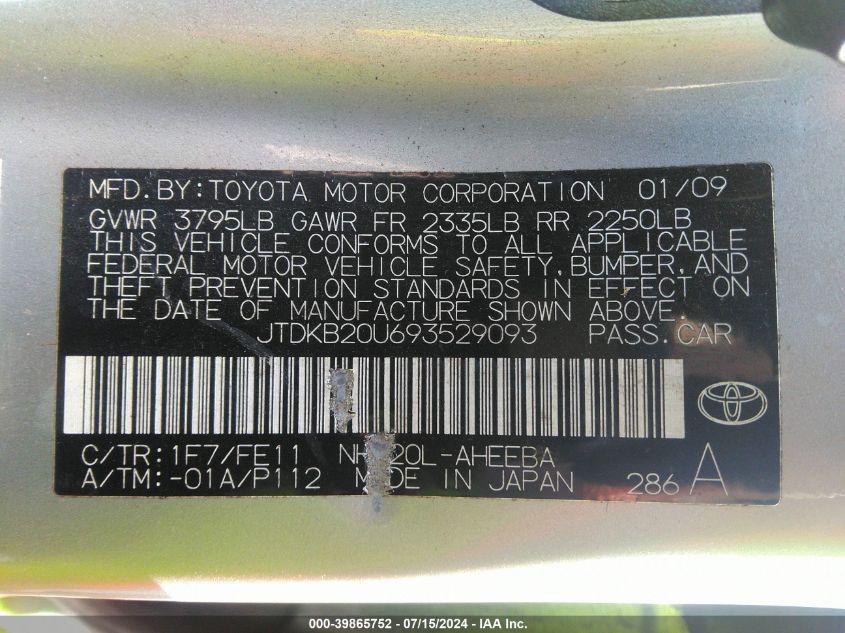 MFD.BY:TOYOTA MOTOR CORPORATION 01/09
GVWR 3795LB GAWR FR 2335LB RR 2250LB
THIS VEHICLE CONFORMS TO ALL APPLICABLE
FEDERAL MOTOR VEHICLE SAFETY,BUMPER,AND
THEFT PREVENTION STANDARDS IN EFFECT ON
THE DATE OF MANUFACTURE SHOWN ABOVE.
JTDKB20U693529093 PASS.CAR
C/TR:1F7/FE11
A/TM:-01A/P112 IN JAPAN 286 A
000-39865752 - 07/15/2024 - IAA Inc.